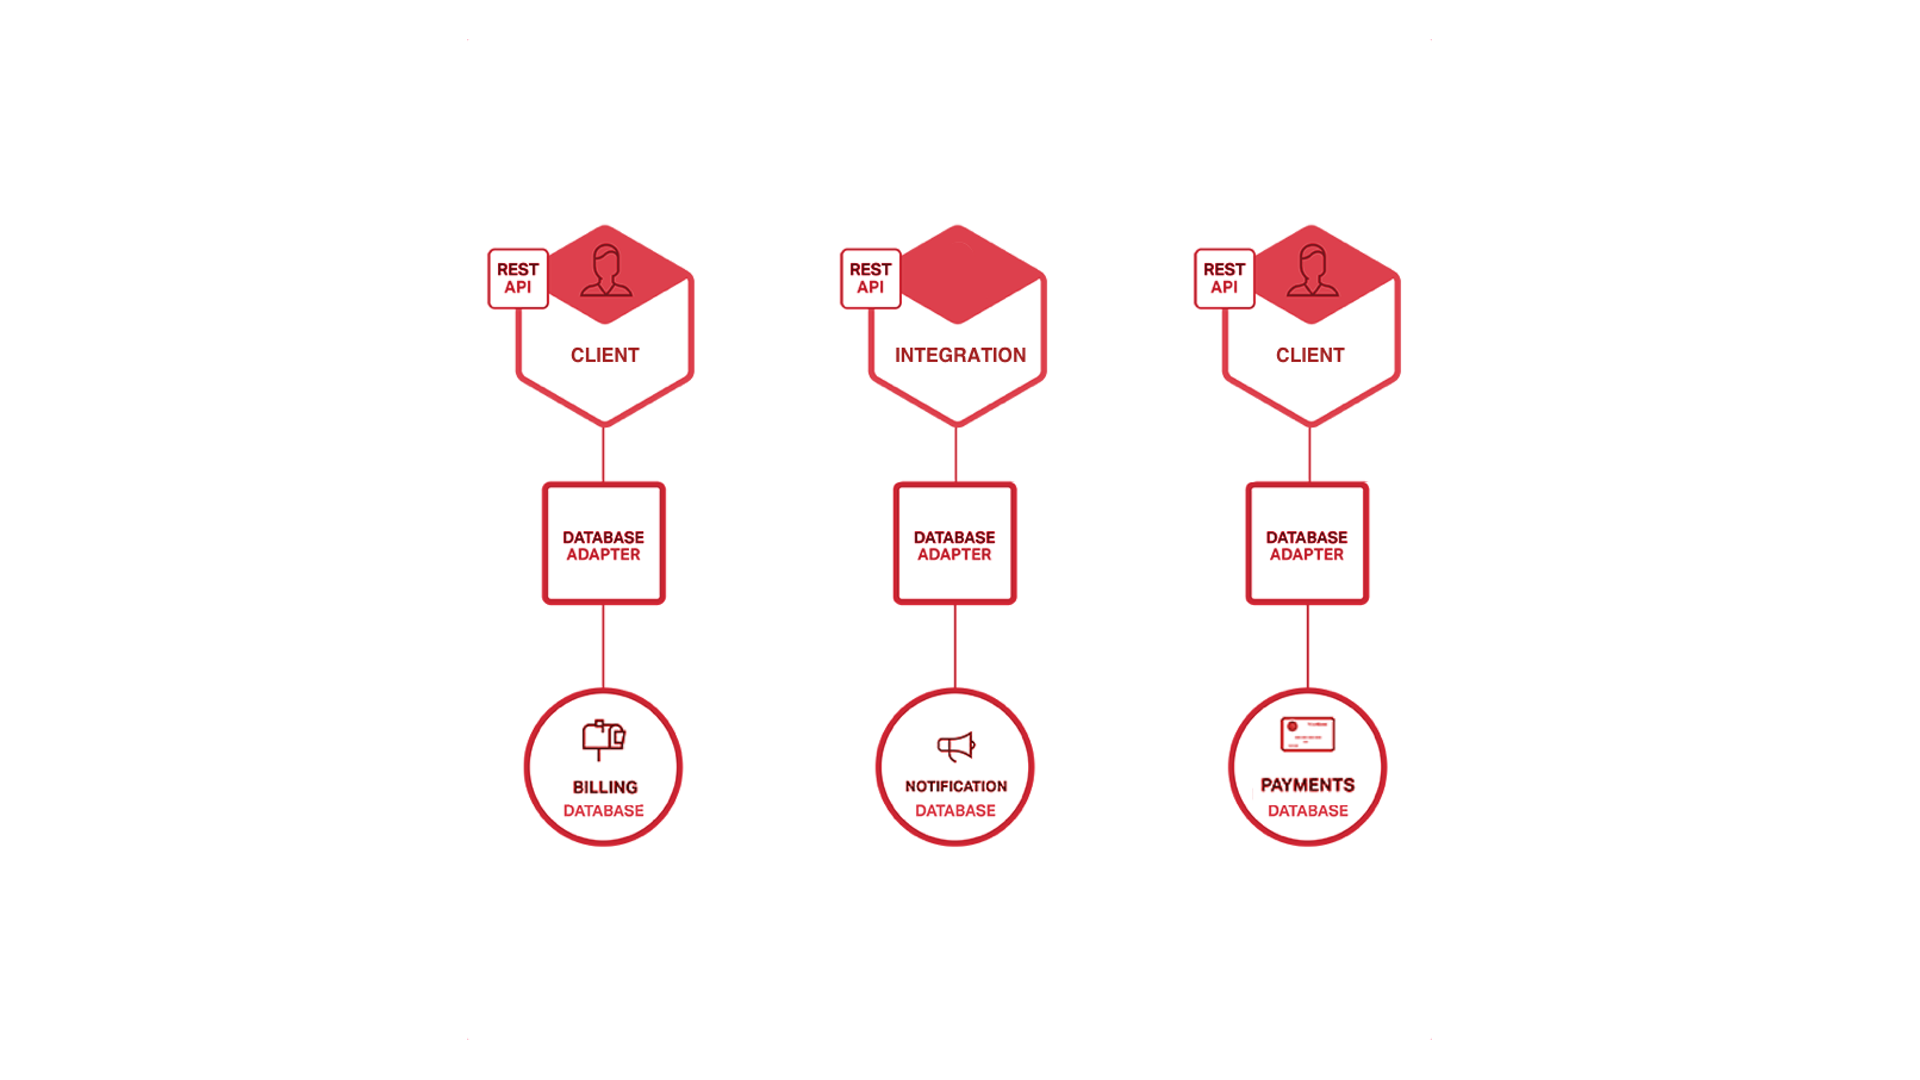 REST
API
CLIENT
REST
API
INTEGRATION
REST
API
CLIENT
DATABASE
ADAPTER
DATABASE
ADAPTER
DATABASE
ADAPTER
BILLING
DATABASE
NOTIFICATION
DATABASE
PAYMENTS
DATABASE